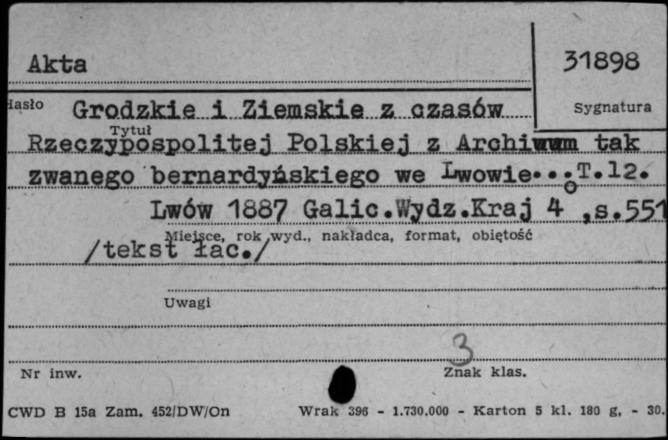 Akta
31898
Hasło
Grodzkie i Ziemskie z czasów
Sygnatura
Tytuł
Rzeczypospolitej Polskiej z Archiwum tak
zwanego bernardyńskiego we Lwowie...T.12.
Lwów 1887 Galic.Wydz.Kraj 4°,s.551
Miejsce, rok wyd., nakładca, format, objętość
/tekst łac./
Uwagi
3
Nr inw.
Znak klas.
CWD B 15a Zam. 452/DW/On Wrak 396 - 1.730.000 - Karton 5 kl. 180 g, - 30.